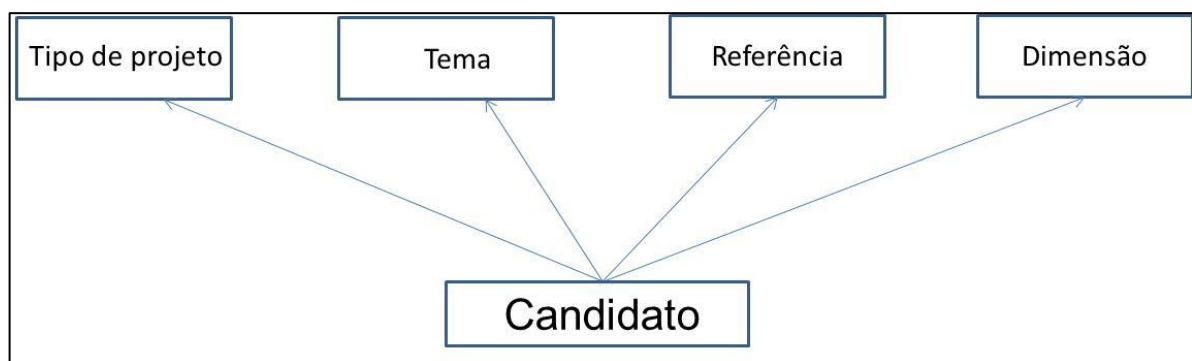 Tipo de projeto
Tema
Referência
Dimensão
Candidato